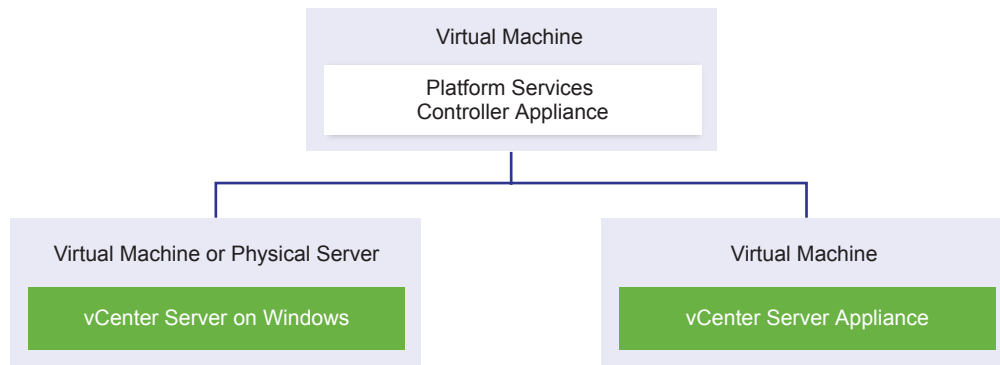 Virtual Machine
Platform Services
Controller Appliance
Virtual Machine or Physical Server
vCenter Server on Windows
Virtual Machine
vCenter Server Appliance